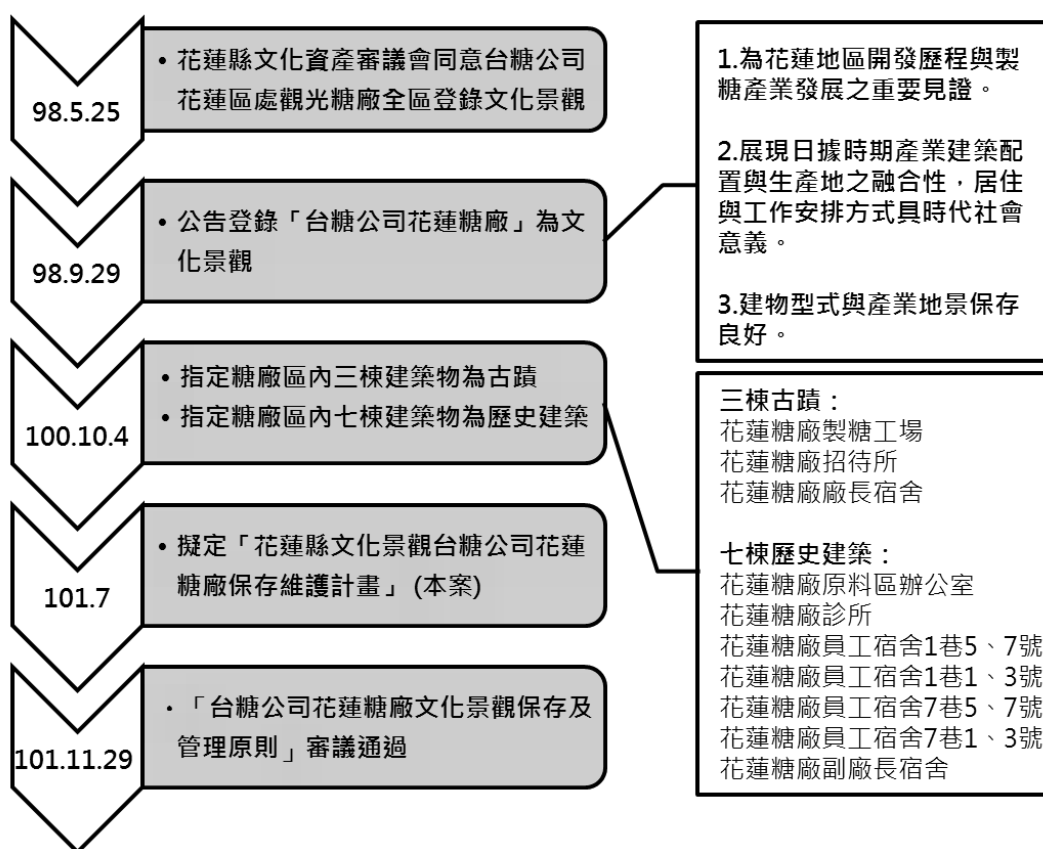 98.5.25
• 花蓮縣文化資產審議會同意台糖公司
花蓮區處觀光糖廠全區登錄文化景觀
98.9.29
• 公告登錄「台糖公司花蓮糖廠」為文
化景觀
1.為花蓮地區開發歷程與製
糖產業發展之重要見證。
2.展現日據時期產業建築配
置與生產地之融合性，居住
與工作安排方式具時代社會
意義。
3.建物型式與產業地景保存
良好。
100.10.4
• 指定糖廠區內三棟建築物為古蹟
• 指定糖廠區內七棟建築物為歷史建築
三棟古蹟：
花蓮糖廠製糖工場
花蓮糖廠招待所
花蓮糖廠廠長宿舍
七棟歷史建築：
花蓮糖廠原料區辦公室
花蓮糖廠診所
花蓮糖廠員工宿舍1巷5、7號
花蓮糖廠員工宿舍1巷1、3號
花蓮糖廠員工宿舍7巷5、7號
花蓮糖廠員工宿舍7巷1、3號
花蓮糖廠副廠長宿舍
101.7
• 擬定「花蓮縣文化景觀台糖公司花蓮
糖廠保存維護計畫」 (本案)
101.11.29
· 「台糖公司花蓮糖廠文化景觀保存及
管理原則」審議通過